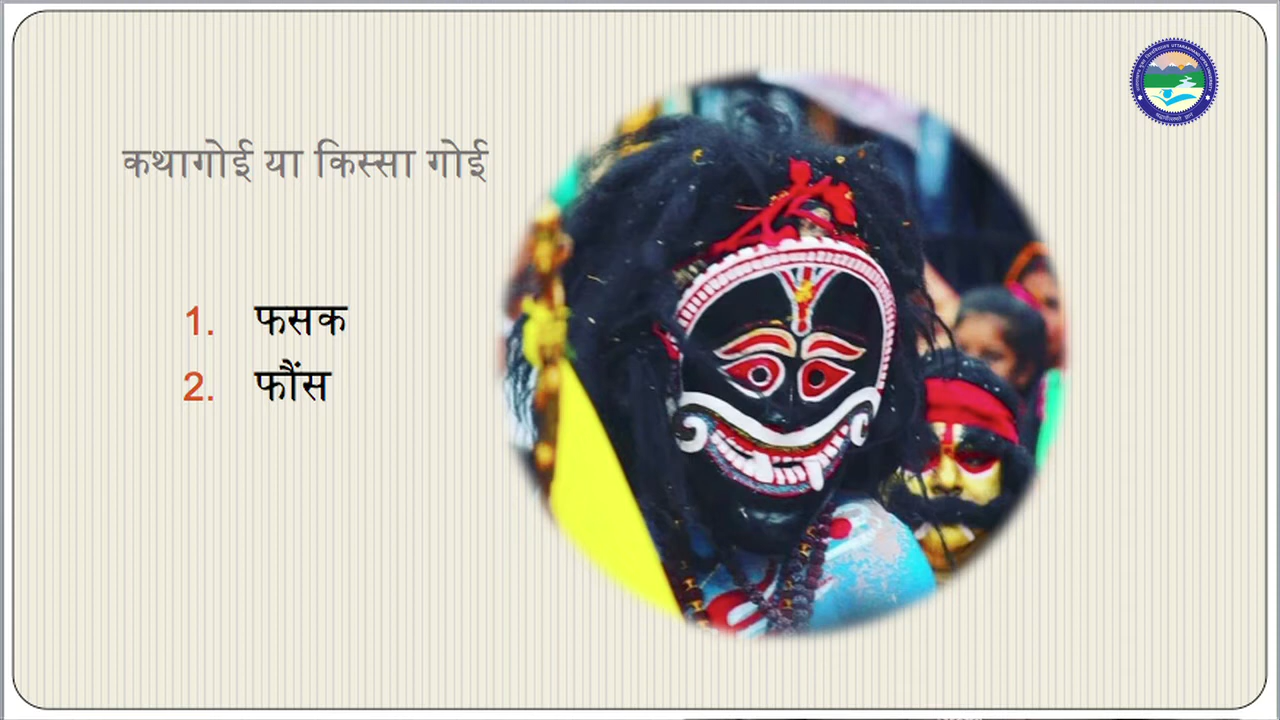 कथागोई या किस्सा गोई
1. फसक
2. फौंस